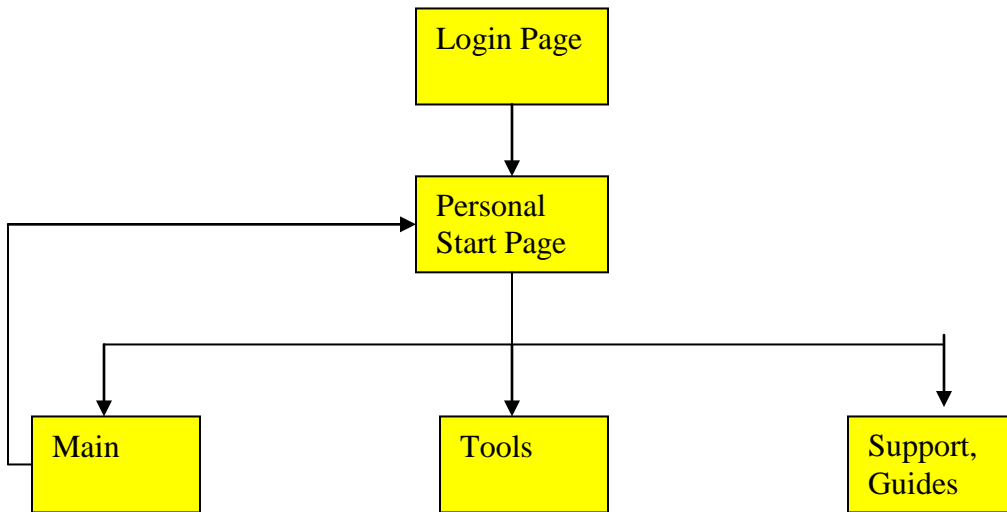 Login Page
Personal
Start Page
Main
Tools
Support,
Guides